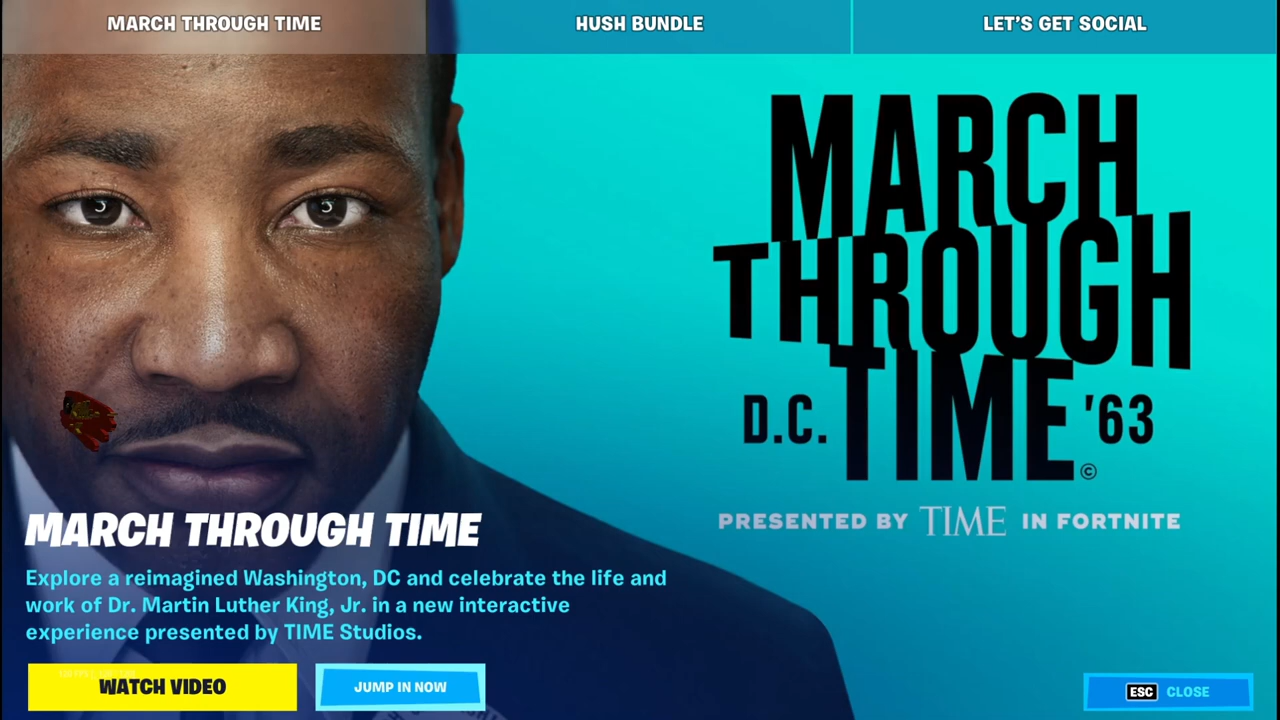 MARCH THROUGH TIME
HUSH BUNDLE
LET'S GET SOCIAL
MARCH
THROUGH
TIME
D.C.
'63
©
PRESENTED BY TIME IN FORTNITE
MARCH THROUGH TIME
Explore a reimagined Washington, DC and celebrate the life and
work of Dr. Martin Luther King, Jr. in a new interactive
experience presented by TIME Studios.
WATCH VIDEO
JUMP IN NOW
ESC CLOSE